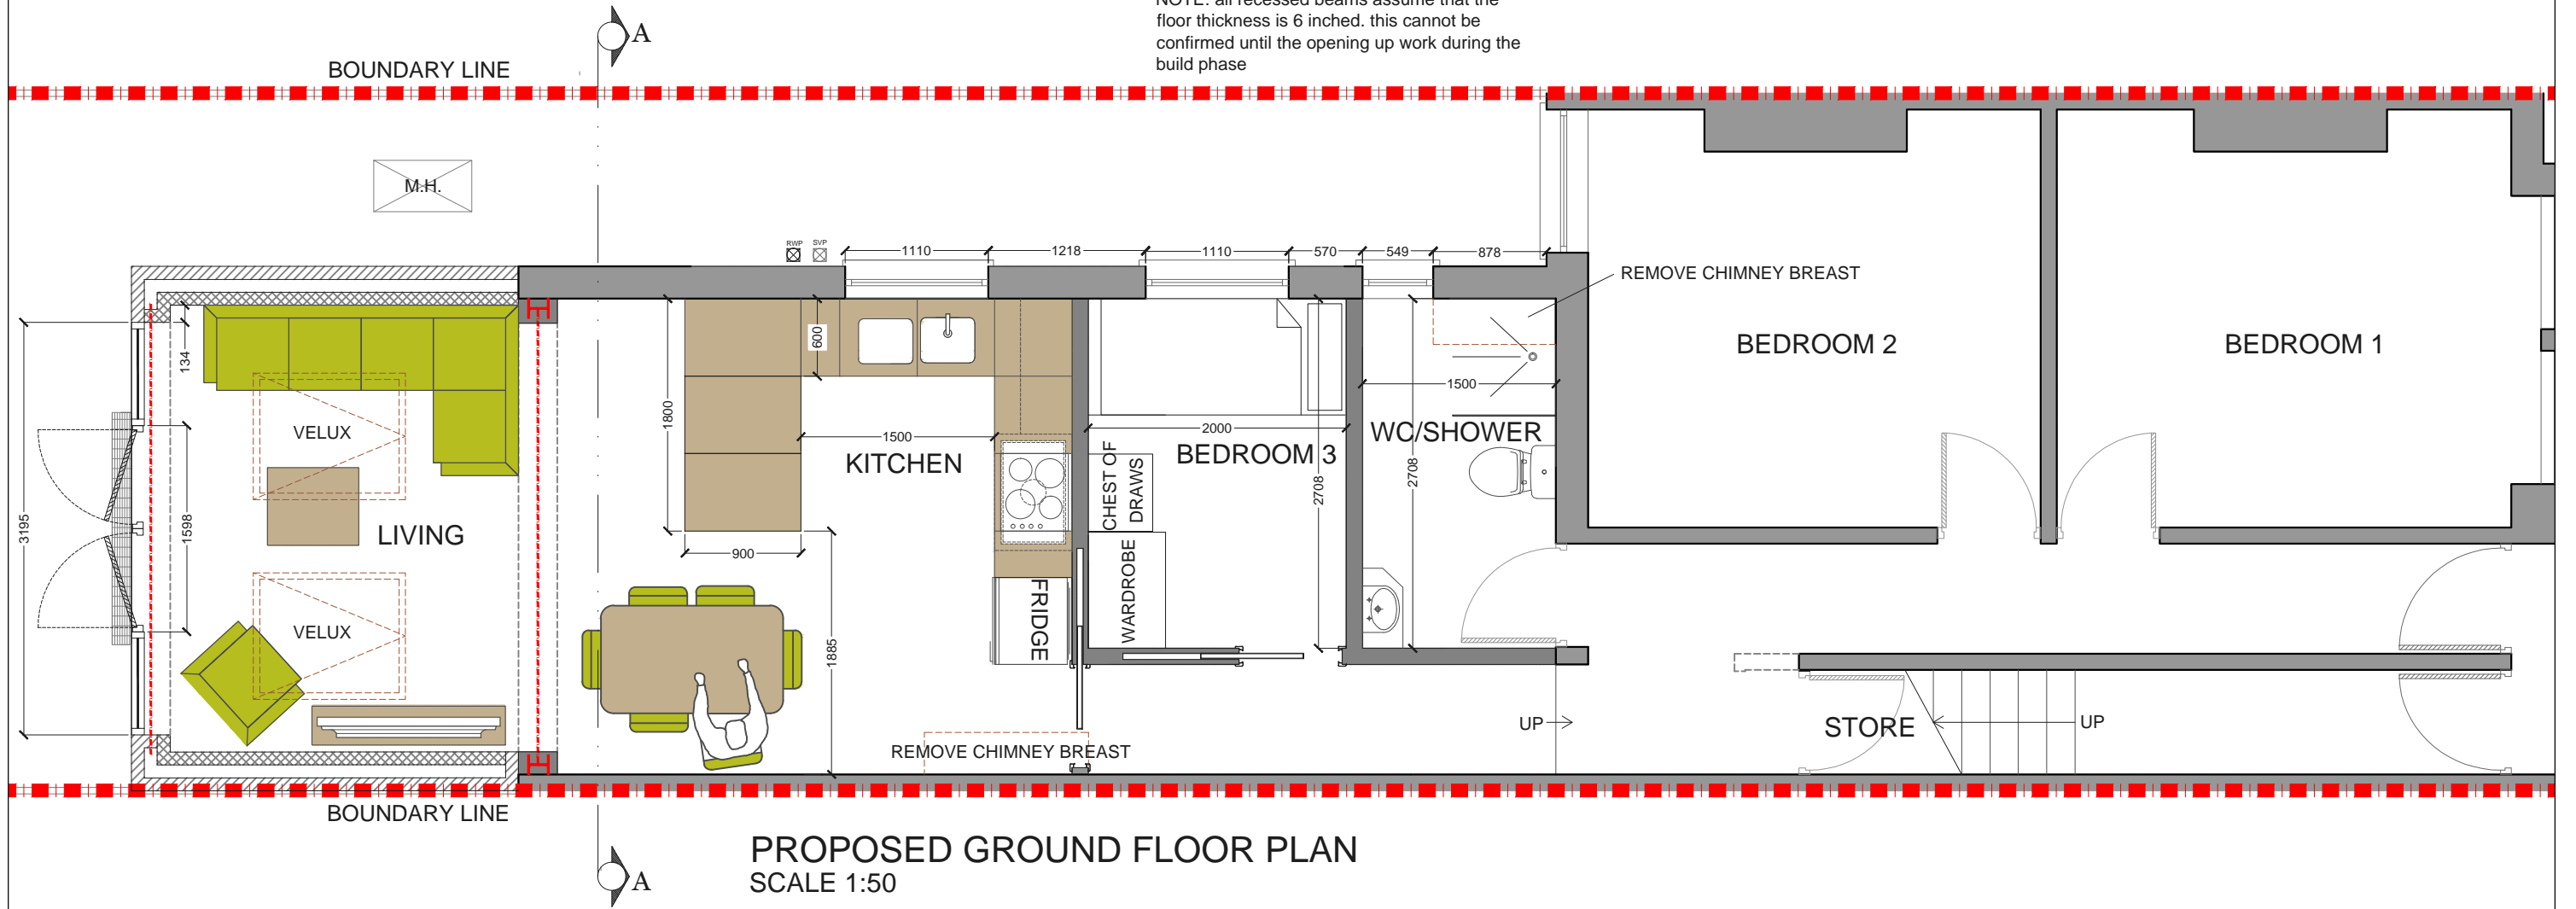 NOTE: all recessed beams assume that the
floor thickness is 6 inched. this cannot be
confirmed until the opening up work during the
build phase
A
BOUNDARY LINE
M.H.
RWP
SVP
1110
1218
1110
570
549
878
REMOVE CHIMNEY BREAST
BEDROOM 2
BEDROOM 1
134
600
1800
1500
KITCHEN
2000
BEDROOM 3
2708
CHEST OF
DRAWS
WARDROBE
1500
WC/SHOWER
2708
VELUX
3195
1598
LIVING
900
VELUX
1885
FRIDGE
REMOVE CHIMNEY BREAST
UP
STORE
UP
BOUNDARY LINE
PROPOSED GROUND FLOOR PLAN
SCALE 1:50
A